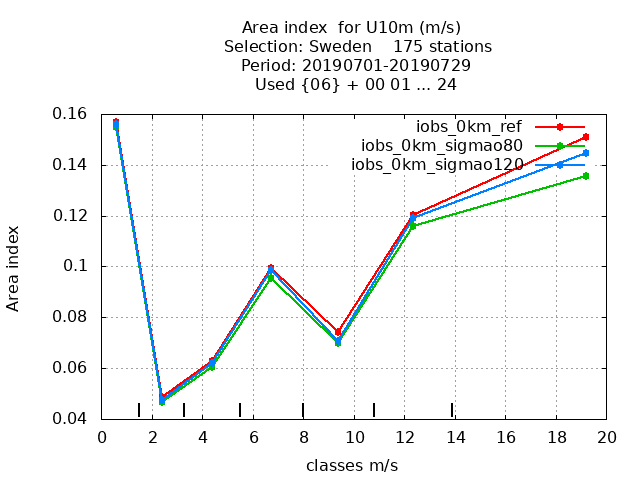 Area index  for U10m (m/s)
Selection: Sweden    175 stations
Period: 20190701-20190729
Used {06} + 00 01 ... 24
iobs_0km_ref
iobs_0km_sigmao80
iobs_0km_sigmao120
Area index
0.16
0.14
0.12
0.1
0.08
0.06
0.04
0 2 4 6 8 10 12 14 16 18 20
classes m/s